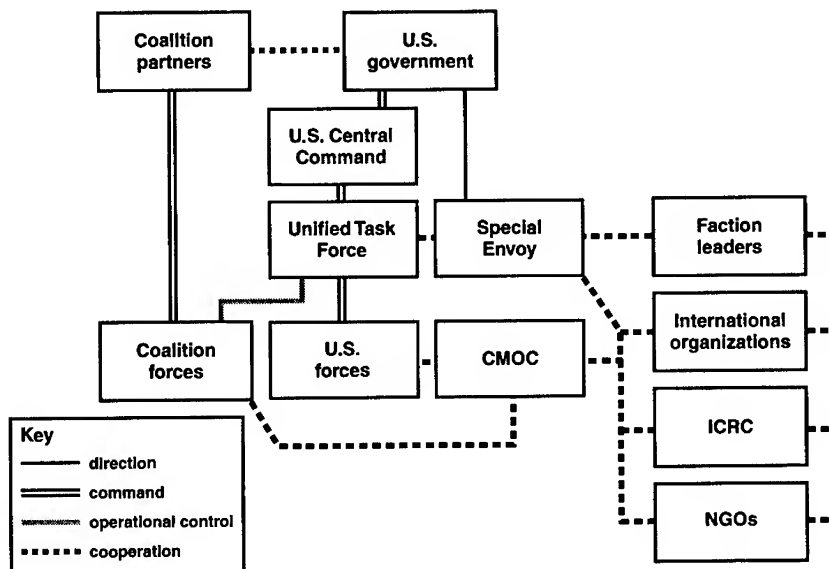 Coalition
partners
U.S.
government
U.S. Central
Command
Unified Task
Force
Special
Envoy
Faction
leaders
Coalition
forces
U.S.
forces
CMOC
International
organizations
ICRC
NGOs
Key
direction
command
operational control
cooperation